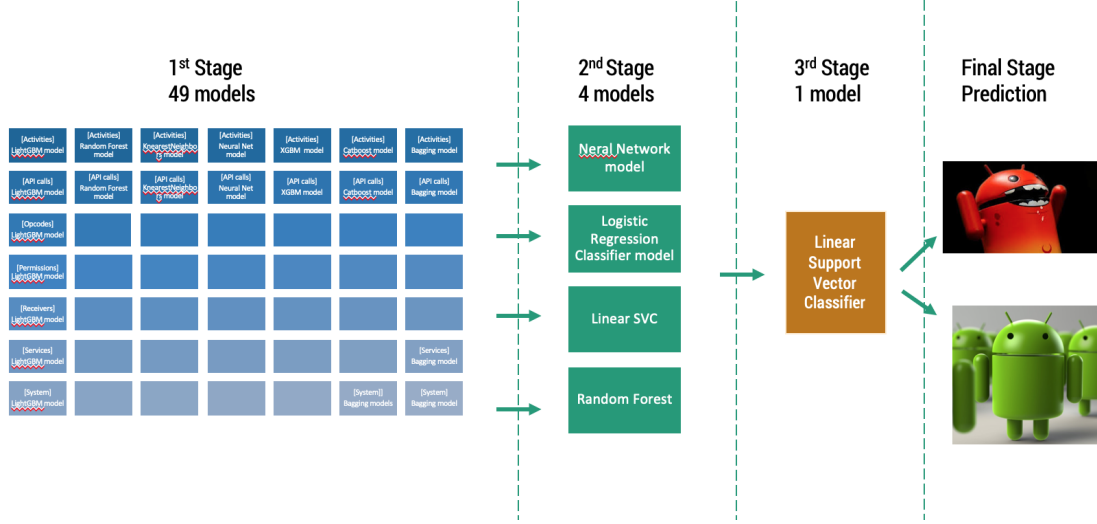 1st Stage
49 models
2nd Stage
4 models
3rd Stage
1 model
Final Stage
Prediction
[Activities]
LightGBM model
[Activities]
Random Forest
model
[Activities]
KnearestNeighbo
rs model
[Activities]
Neural Net
model
[Activities]
XGBM model
[Activities]
Catboost model
[Activities]
Bagging model
[API calls]
LightGBM model
[API calls]
Random Forest
model
[API calls]
KnearestNeighbo
rs model
[API calls]
Neural Net
model
[API calls]
XGBM model
[API calls]
Catboost model
[API calls]
Bagging model
[Opcodes]
LightGBM model
[Permissions]
LightGBM model
[Receivers]
LightGBM model
[Services]
LightGBM model
[Services]
Bagging model
[System]
LightGBM model
[System]]
Bagging models
[System]
Bagging model
Neral Network
model
Logistic
Regression
Classifier model
Linear SVC
Random Forest
Linear
Support
Vector
Classifier